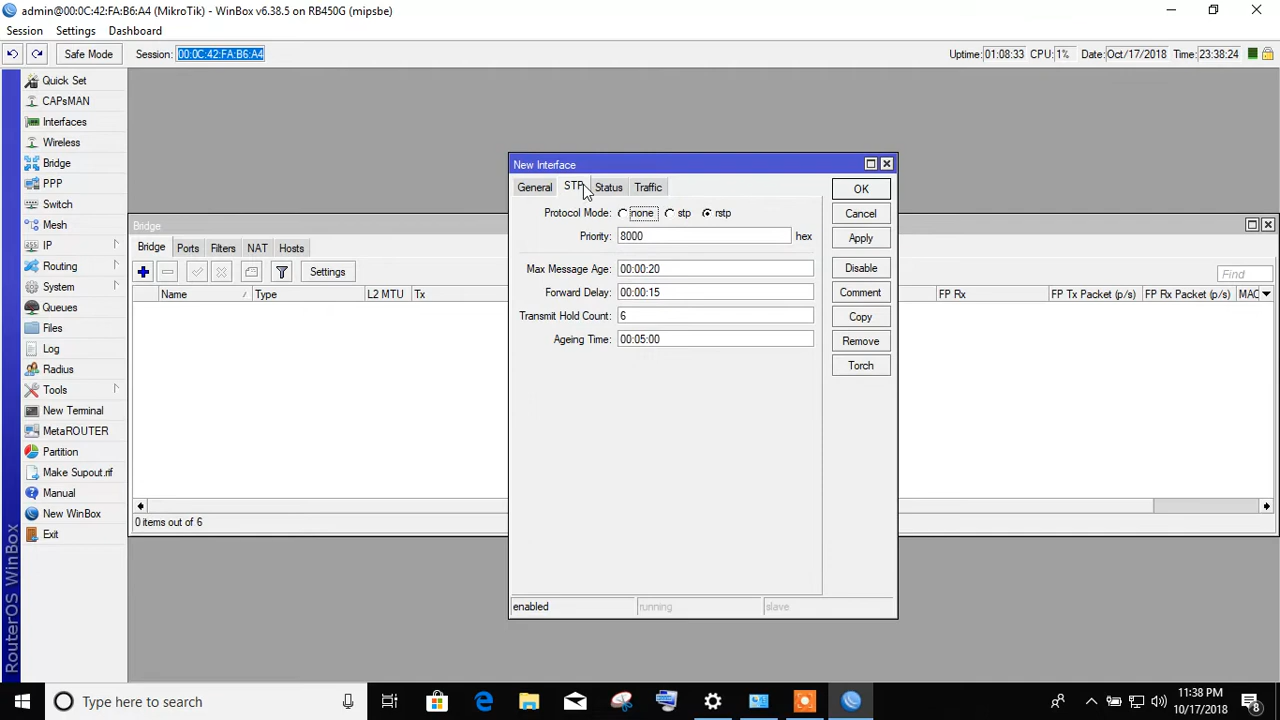 admin@00:0C:42:FA:B6:A4 (MikroTik) - WinBox v6.38.5 on RB450G (mipsbe)
Session Settings Dashboard
Safe Mode Session: 00:0C:42:FA:B6:A4 Uptime: 01:08:33 CPU: 1% Date: Oct/17/2018 Time: 23:38:24
Quick Set
CAPsMAN
Interfaces
Wireless
Bridge
PPP
Switch
Mesh
IP
Routing
System
Queues
Files
Log
Radius
Tools
New Terminal
MetaROUTER
Partition
Make Supout.rif
Manual
New WinBox
Exit
RouterOS WinBox
Bridge
Bridge Ports Filters NAT Hosts
Settings Find
Name / Type L2 MTU Tx FP Rx FP Tx Packet (p/s) FP Rx Packet (p/s) MAC
0 items out of 6
New Interface
General STP Status Traffic
Protocol Mode: none stp rstp
Priority: 8000 hex
Max Message Age: 00:00:20
Forward Delay: 00:00:15
Transmit Hold Count: 6
Ageing Time: 00:05:00
OK
Cancel
Apply
Disable
Comment
Copy
Remove
Torch
enabled running slave
Type here to search
11:38 PM
10/17/2018
8